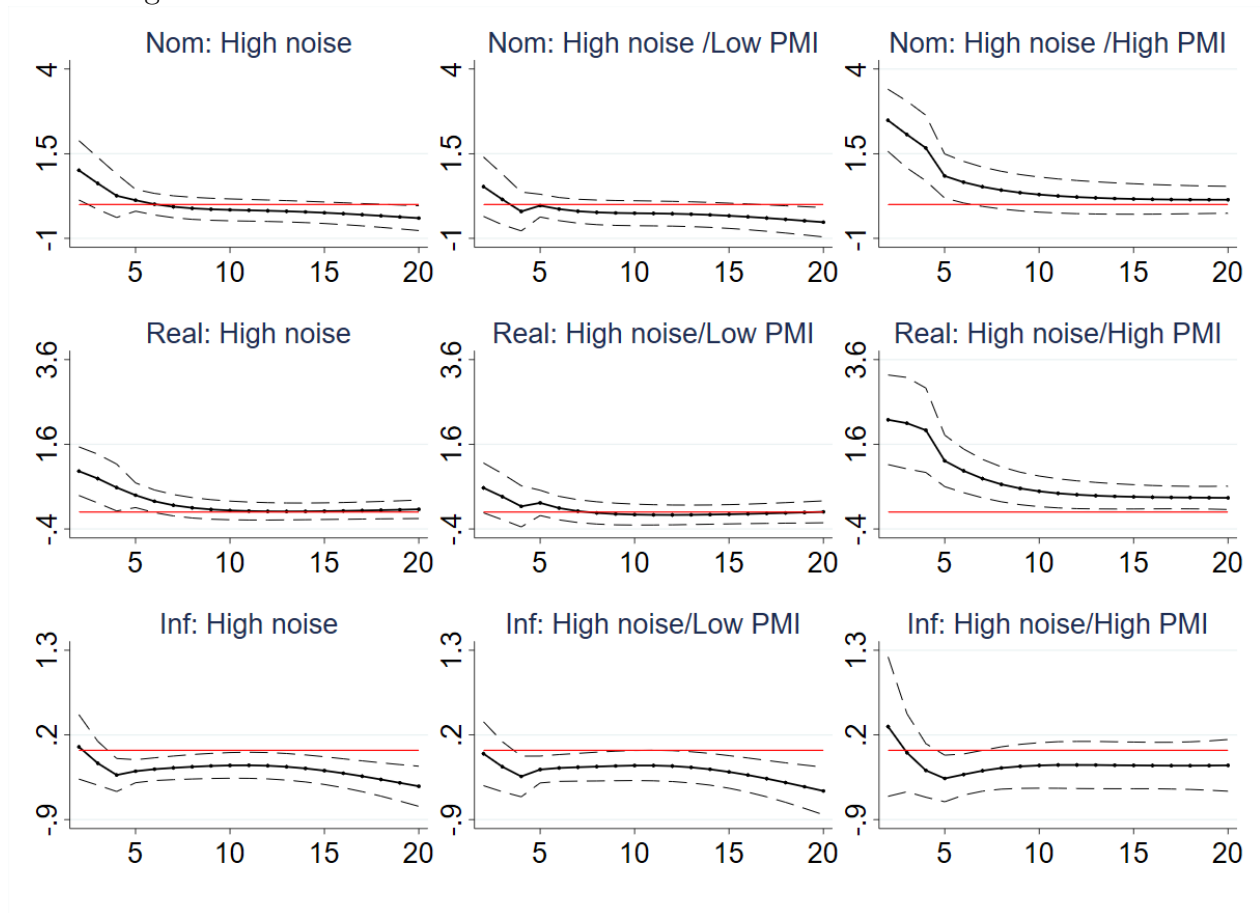 Nom: High noise Nom: High noise /Low PMI Nom: High noise /High PMI
4 4 4
1.5 1.5 1.5
-1 -1 -1
5 10 15 20 5 10 15 20 5 10 15 20
Real: High noise Real: High noise/Low PMI Real: High noise/High PMI
3.6 3.6 3.6
1.6 1.6 1.6
-.4 -.4 -.4
5 10 15 20 5 10 15 20 5 10 15 20
Inf: High noise Inf: High noise/Low PMI Inf: High noise/High PMI
1.3 1.3 1.3
.2 .2 .2
-.9 -.9 -.9
5 10 15 20 5 10 15 20 5 10 15 20